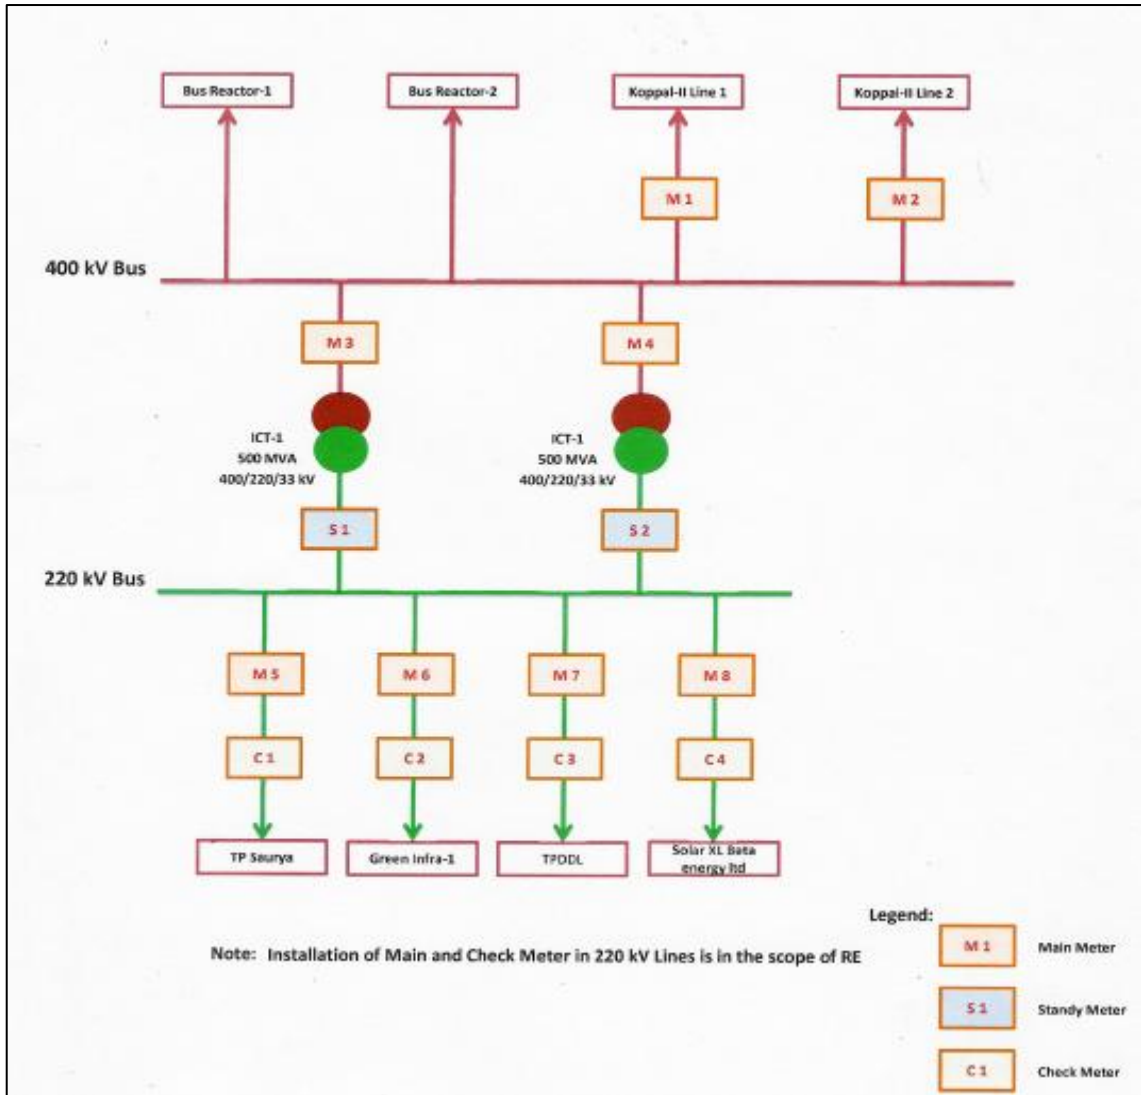 Bus Reactor-1
Bus Reactor-2
Koppal-II Line 1
Koppal-II Line 2
M 1
M 2
400 kV Bus
M 3
M 4
ICT-1
500 MVA
400/220/33 kV
ICT-1
500 MVA
400/220/33 kV
S 1
S 2
220 kV Bus
M 5
M 6
M 7
M 8
C 1
C 2
C 3
C 4
TP Saurya
Green Infra-1
TPDDL
Solar XL Beta
energy ltd
Legend:
Note: Installation of Main and Check Meter in 220 kV Lines is in the scope of RE
M 1
Main Meter
S 1
Standy Meter
C 1
Check Meter